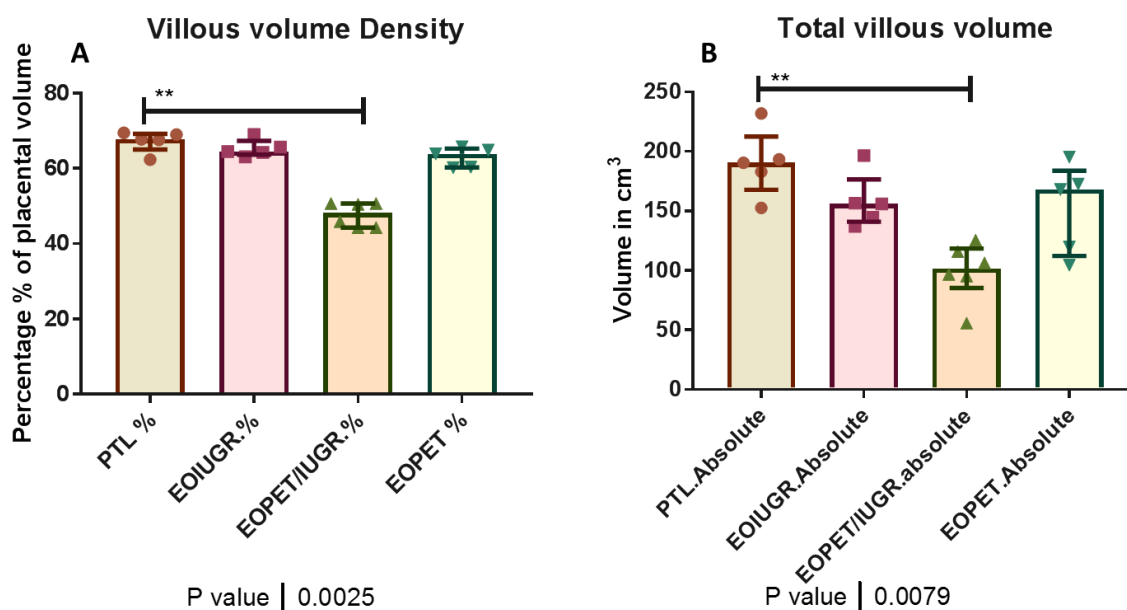 Villous volume Density
A
Percentage % of placental volume
80
60
40
20
0
**
PTL %
EOIUGR.%
EOPET/IUGR.%
EOPET %
P value | 0.0025
Total villous volume
B
Volume in cm³
250
200
150
100
50
0
**
PTL.Absolute
EOIUGR.Absolute
EOPET/IUGR.absolute
EOPET.Absolute
P value | 0.0079